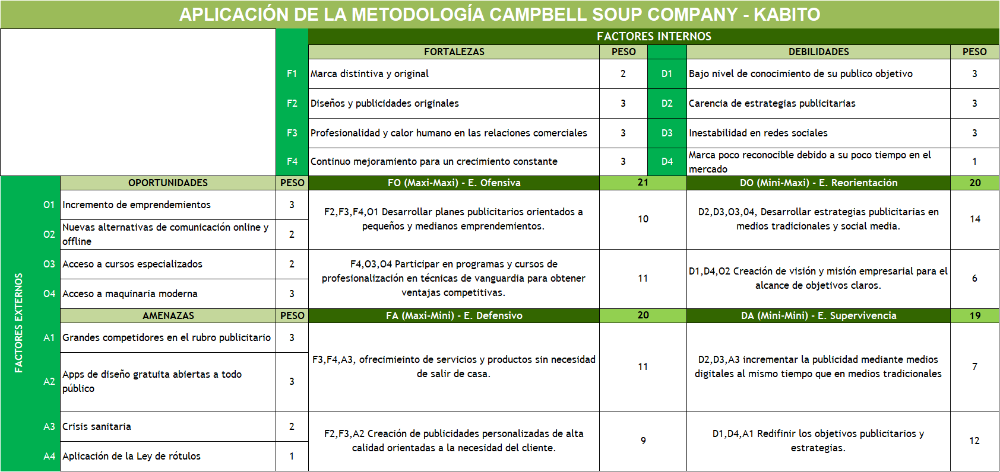 APLICACIÓN DE LA METODOLOGÍA CAMPBELL SOUP COMPANY - KABITO
FACTORES INTERNOS
FORTALEZAS PESO DEBILIDADES PESO
F1 Marca distintiva y original 2 D1 Bajo nivel de conocimiento de su publico objetivo 3
F2 Diseños y publicidades originales 3 D2 Carencia de estrategias publicitarias 3
F3 Profesionalidad y calor humano en las relaciones comerciales 3 D3 Inestabilidad en redes sociales 3
F4 Continuo mejoramiento para un crecimiento constante 3 D4 Marca poco reconocible debido a su poco tiempo en el
mercado 1
FACTORES EXTERNOS
OPORTUNIDADES PESO FO (Maxi-Maxi) - E. Ofensiva 21 DO (Mini-Maxi) - E. Reorientación 20
O1 Incremento de emprendimientos 3
O2 Nuevas alternativas de comunicación online y
offline 2
F2,F3,F4,O1 Desarrollar planes publicitarios orientados a
pequeños y medianos emprendimientos. 10
D2,D3,O3,04, Desarrollar estrategias publicitarias en
medios tradicionales y social media. 14
O3 Acceso a cursos especializados 2
O4 Acceso a maquinaria moderna 3
F4,O3,O4 Participar en programas y cursos de
profesionalización en técnicas de vanguardia para obtener
ventajas competitivas. 11
D1,D4,O2 Creación de visión y misión empresarial para el
alcance de objetivos claros. 6
AMENAZAS PESO FA (Maxi-Mini) - E. Defensivo 20 DA (Mini-Mini) - E. Supervivencia 19
A1 Grandes competidores en el rubro publicitario 3
A2 Apps de diseño gratuita abiertas a todo
público 3
F3,F4,A3, ofrecimieinto de servicios y productos sin necesidad
de salir de casa. 11
D2,D3,A3 incrementar la publicidad mediante medios
digitales al mismo tiempo que en medios tradicionales 7
A3 Crisis sanitaria 2
A4 Aplicación de la Ley de rótulos 1
F2,F3,A2 Creación de publicidades personalizadas de alta
calidad orientadas a la necesidad del cliente. 9
D1,D4,A1 Redifinir los objetivos publicitarios y
estrategias. 12